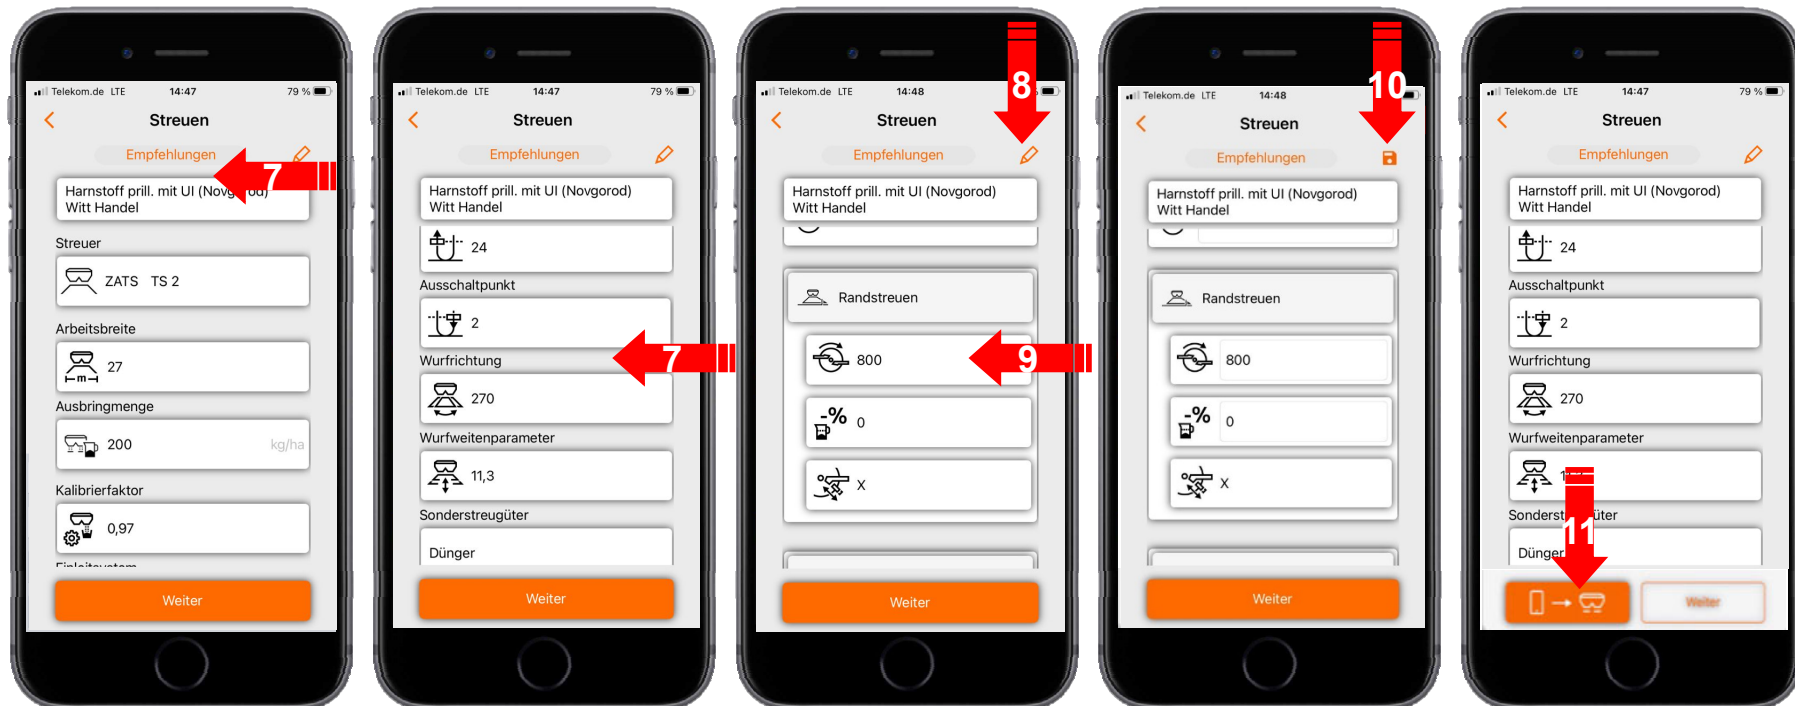 Telekom.de LTE 14:47 79 %
Streuen
Empfehlungen
7
Harnstoff prill. mit UI (Novgorod)
Witt Handel
Streuer
ZATS TS 2
Arbeitsbreite
m
27
Ausbringmenge
200 kg/ha
Kalibrierfaktor
0,97
Einleitsystem
Weiter
Telekom.de LTE 14:47 79 %
Streuen
Empfehlungen
Harnstoff prill. mit UI (Novgorod)
Witt Handel
24
Ausschaltpunkt
2
Wurfrichtung
7
270
Wurfweitenparameter
11,3
Sonderstreugüter
Dünger
Weiter
8
Telekom.de LTE 14:48 %
Streuen
Empfehlungen
Harnstoff prill. mit UI (Novgorod)
Witt Handel
Randstreuen
800
9
-%
0
X
Weiter
10
Telekom.de LTE 14:48
Streuen
Empfehlungen
Harnstoff prill. mit UI (Novgorod)
Witt Handel
Randstreuen
800
-%
0
X
Weiter
Telekom.de LTE 14:47 79 %
Streuen
Empfehlungen
Harnstoff prill. mit UI (Novgorod)
Witt Handel
24
Ausschaltpunkt
2
Wurfrichtung
270
Wurfweitenparameter
Sonderstreugüter
11
Dünger
Weiter